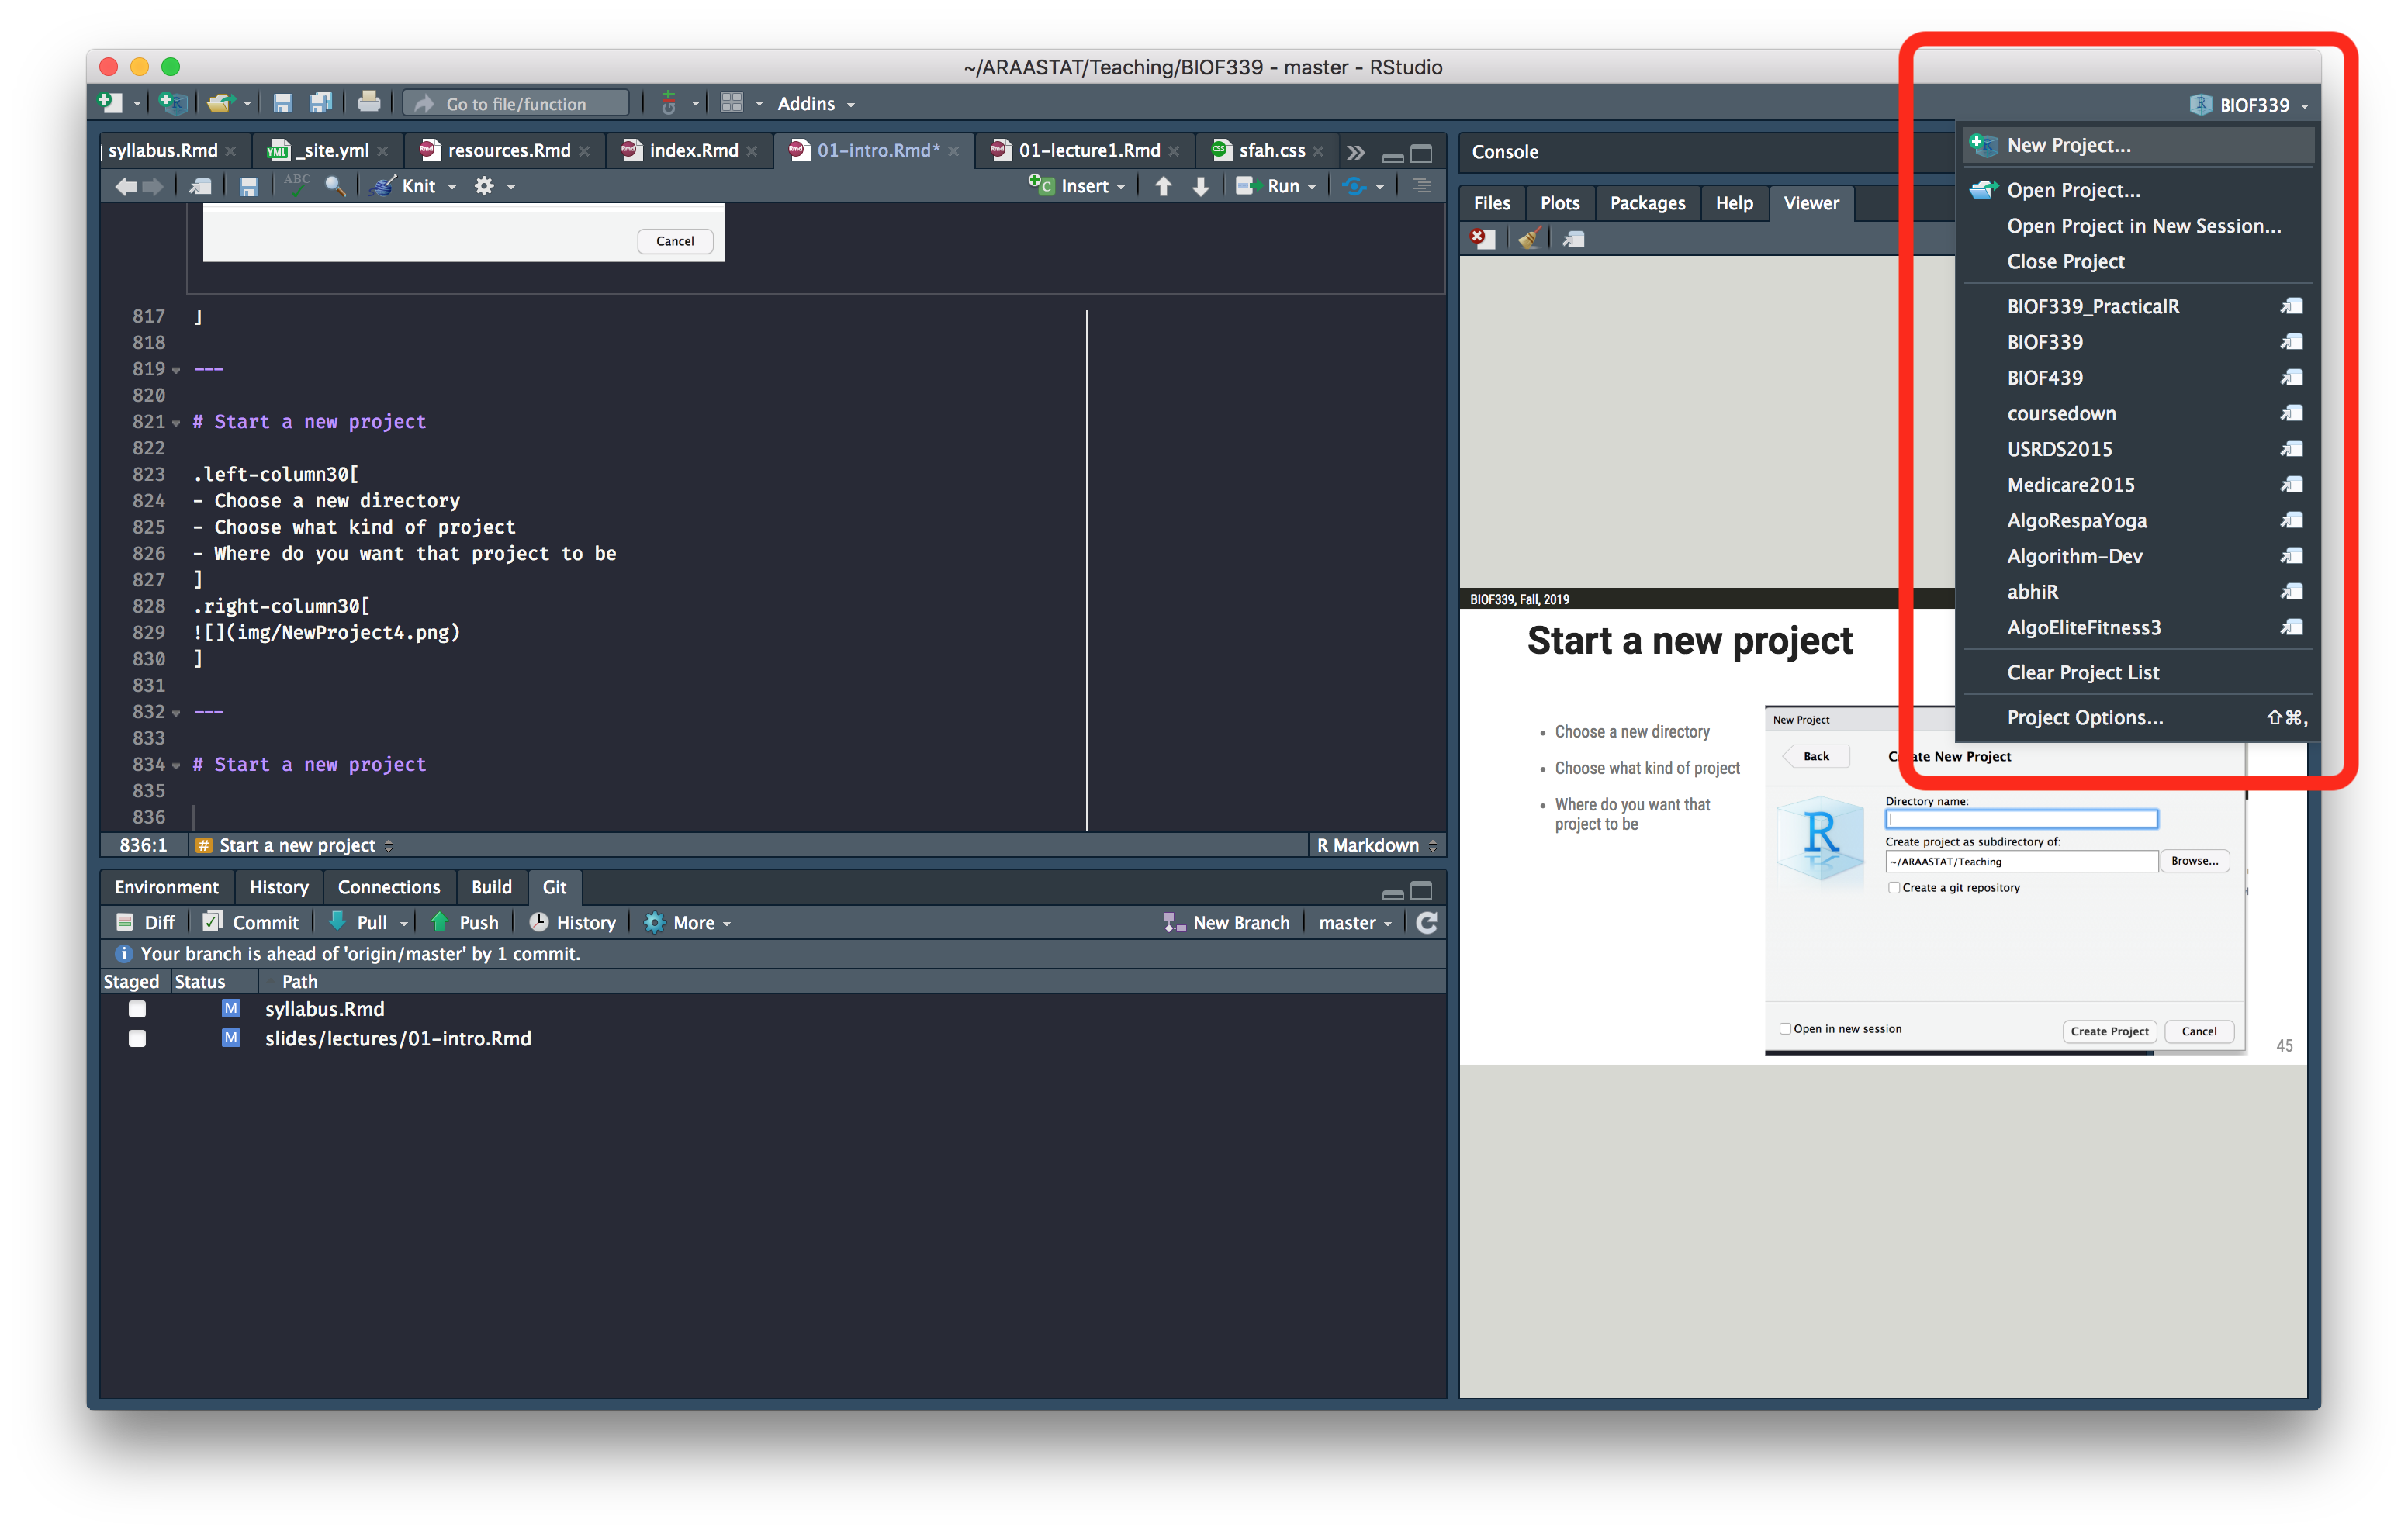 ~/ARAASTAT/Teaching/BIOF339 - master - RStudio
Go to file/function
Addins
BIOF339
syllabus.Rmd
_site.yml
resources.Rmd
index.Rmd
01-intro.Rmd*
01-lecture1.Rmd
sfah.css
ABC
Knit
Insert
Run
Cancel
817 ]
818
819 ---
820
821 # Start a new project
822
823 .left-column30[
824 - Choose a new directory
825 - Choose what kind of project
826 - Where do you want that project to be
827 ]
828 .right-column30[
829 ![](img/NewProject4.png)
830 ]
831
832 ---
833
834 # Start a new project
835
836
836:1 # Start a new project R Markdown
Environment History Connections Build Git
Diff Commit Pull Push History More New Branch master
Your branch is ahead of 'origin/master' by 1 commit.
Staged Status Path
M syllabus.Rmd
M slides/lectures/01-intro.Rmd
Console
Files Plots Packages Help Viewer
BIOF339, Fall, 2019
Start a new project
• Choose a new directory
• Choose what kind of project
• Where do you want that
project to be
New Project
Back
Create New Project
R
Directory name:
Create project as subdirectory of:
~/ARAASTAT/Teaching
Browse...
Create a git repository
Open in new session
Create Project
Cancel
45
New Project...
Open Project...
Open Project in New Session...
Close Project
BIOF339_PracticalR
BIOF339
BIOF439
coursedown
USRDS2015
Medicare2015
AlgoRespaYoga
Algorithm-Dev
abhiR
AlgoEliteFitness3
Clear Project List
Project Options... ⇧⌘,